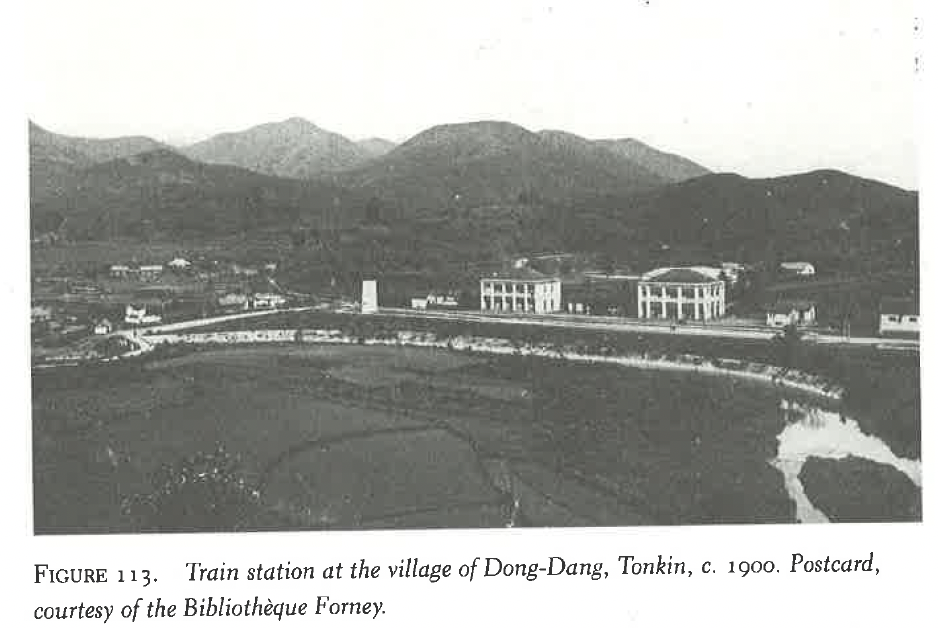 FIGURE 113. Train station at the village of Dong-Dang, Tonkin, c. 1900. Postcard,
courtesy of the Bibliothèque Forney.